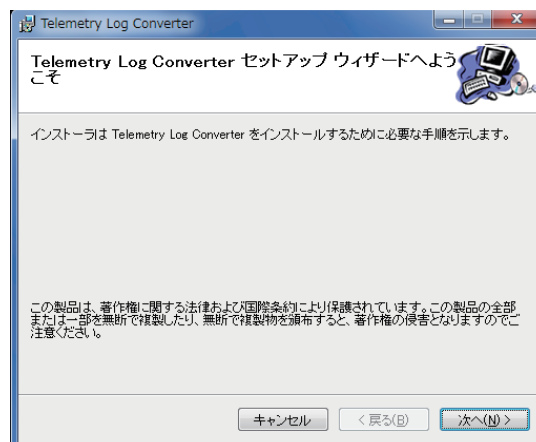 Telemetry Log Converter
Telemetry Log Converter セットアップ ウィザードへよう
こそ
インストーラは Telemetry Log Converter をインストールするために必要な手順を示します。
この製品は、著作権に関する法律および国際条約により保護されています。この製品の全部
または一部を無断で複製したり、無断で複製物を頒布すると、著作権の侵害となりますのでご
注意ください。
キャンセル
< 戻る(B)
次へ(N) >